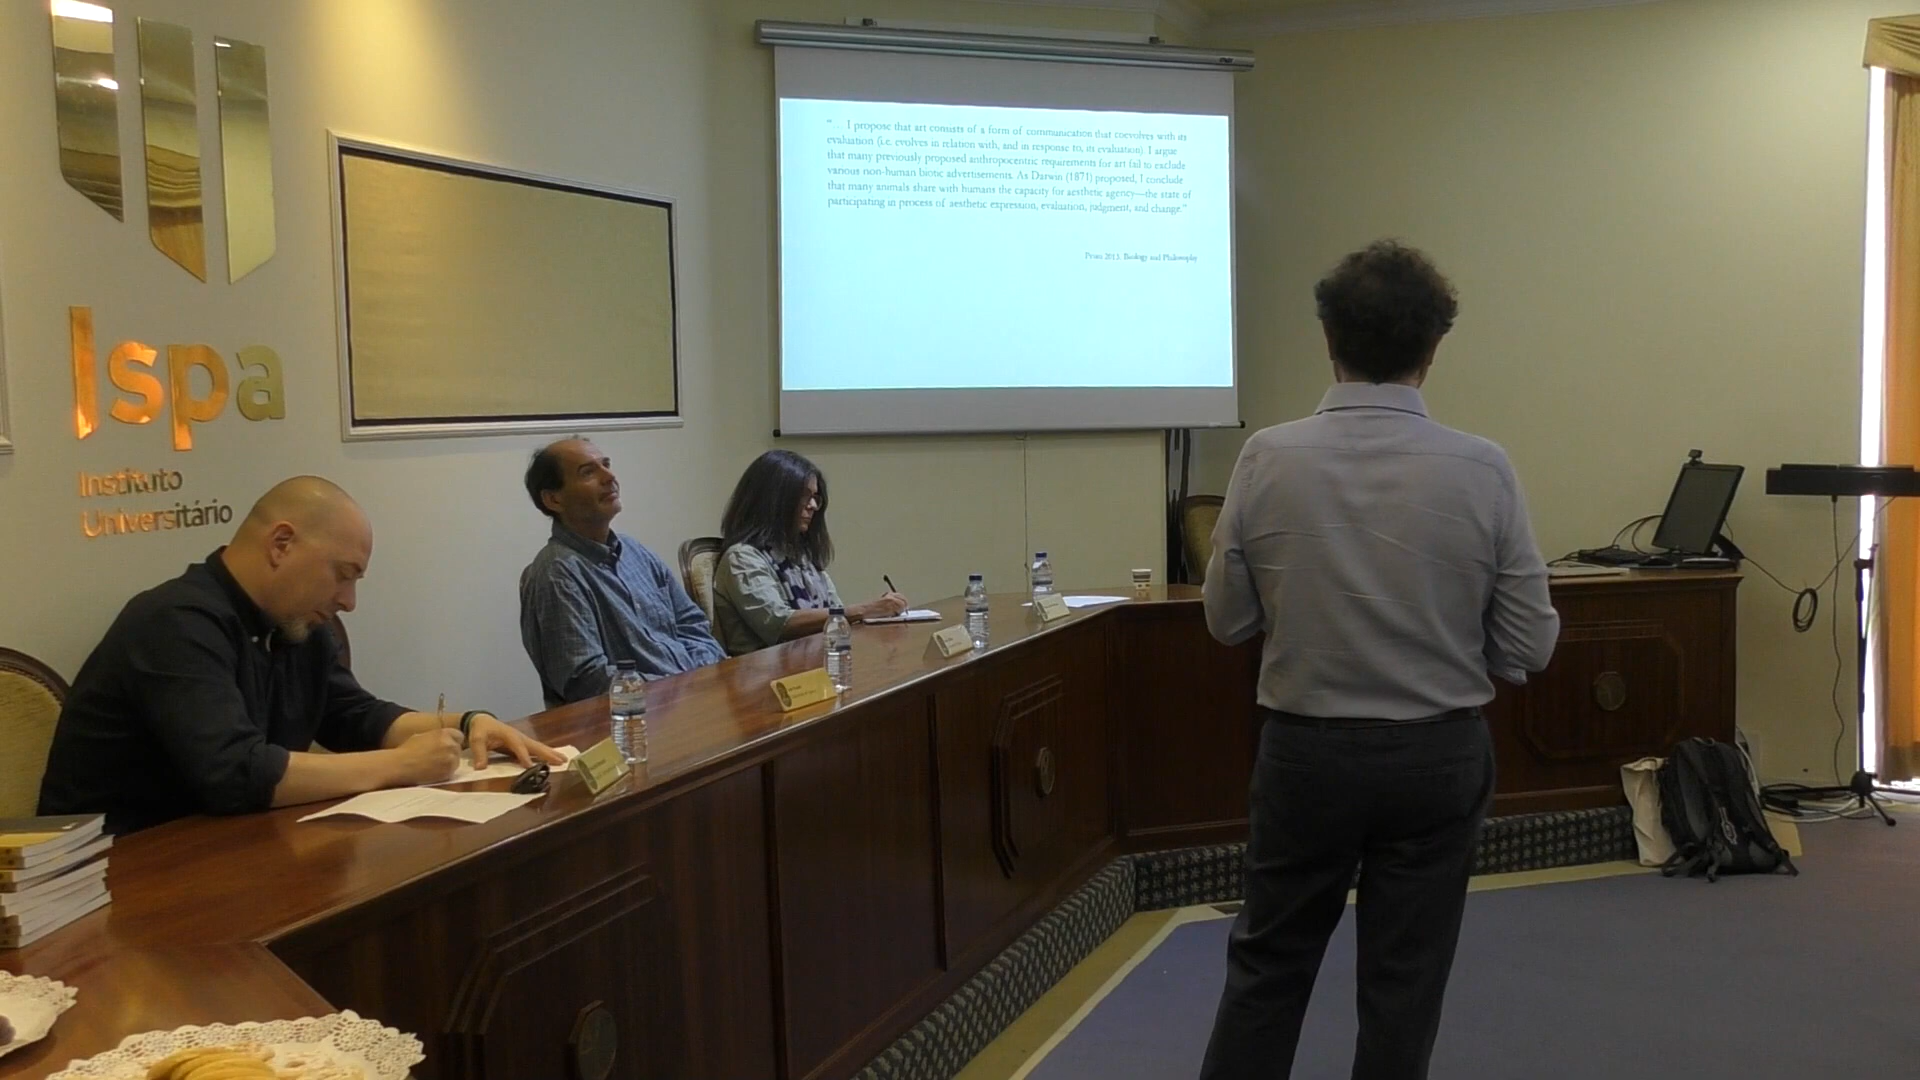 Ispa
Instituto
Universitário
"… I propose that art consists of a form of communication that coevolves with its
evaluation (i.e. evolves in relation with, and in response to, its evaluation). I argue
that many previously proposed anthropocentric requirements for art fail to exclude
various non-human biotic advertisements. As Darwin (1871) proposed, I conclude
that many animals share with humans the capacity for aesthetic agency—the state of
participating in process of aesthetic expression, evaluation, judgment, and change."
Prum 2013. Biology and Philosophy